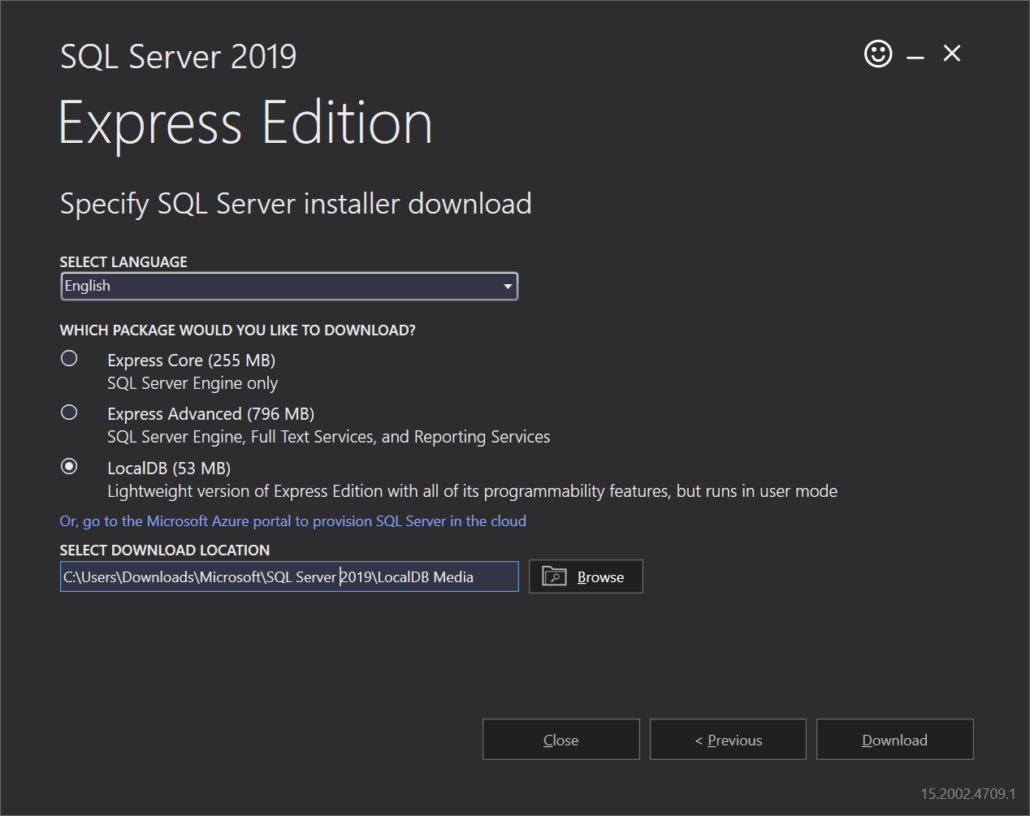 SQL Server 2019
Express Edition
Specify SQL Server installer download
SELECT LANGUAGE
English
WHICH PACKAGE WOULD YOU LIKE TO DOWNLOAD?
Express Core (255 MB)
SQL Server Engine only
Express Advanced (796 MB)
SQL Server Engine, Full Text Services, and Reporting Services
LocalDB (53 MB)
Lightweight version of Express Edition with all of its programmability features, but runs in user mode
Or, go to the Microsoft Azure portal to provision SQL Server in the cloud
SELECT DOWNLOAD LOCATION
C:\Users\Downloads\Microsoft\SQL Server 2019\LocalDB Media
Browse
Close
< Previous
Download
15.2002.4709.1